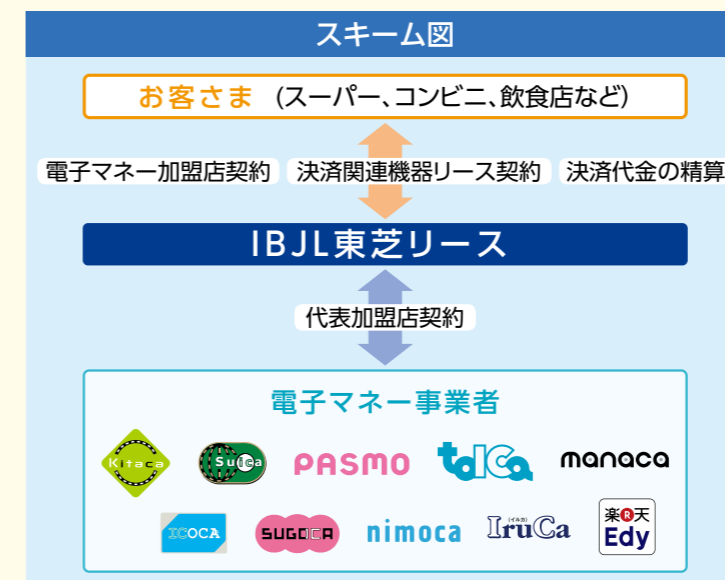 スキーム図
お客さま (スーパー、コンビニ、飲食店など)
電子マネー加盟店契約 決済関連機器リース契約 決済代金の精算
IBJL東芝リース
代表加盟店契約
電子マネー事業者
Kitaca Suica PASMO toICa manaca
ICOCA SUGOCA nimoca (イルカ) IruCa 楽R天 Edy